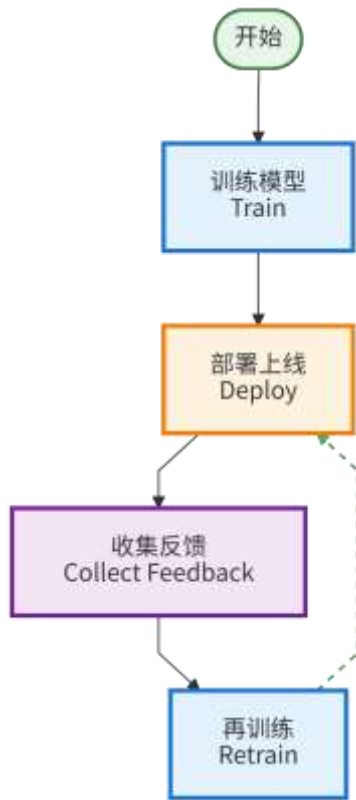 开始
训练模型
Train
部署上线
Deploy
收集反馈
Collect Feedback
再训练
Retrain